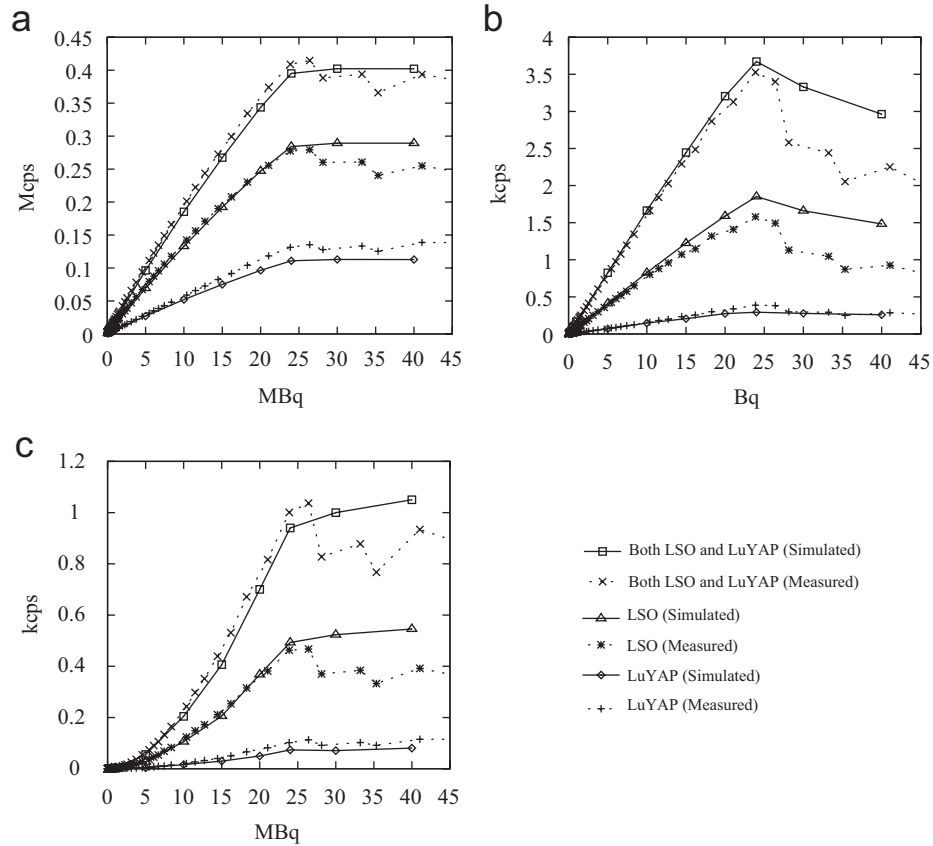 a
0.45
0.4
0.35
0.3
0.25
0.2
0.15
0.1
0.05
0
Mcps
0 5 10 15 20 25 30 35 40 45
MBq
b
4
3.5
3
2.5
2
1.5
1
0.5
0
kcps
0 5 10 15 20 25 30 35 40 45
Bq
c
1.2
1
0.8
0.6
0.4
0.2
0
kcps
0 5 10 15 20 25 30 35 40 45
MBq
Both LSO and LuYAP (Simulated)
Both LSO and LuYAP (Measured)
LSO (Simulated)
LSO (Measured)
LuYAP (Simulated)
LuYAP (Measured)